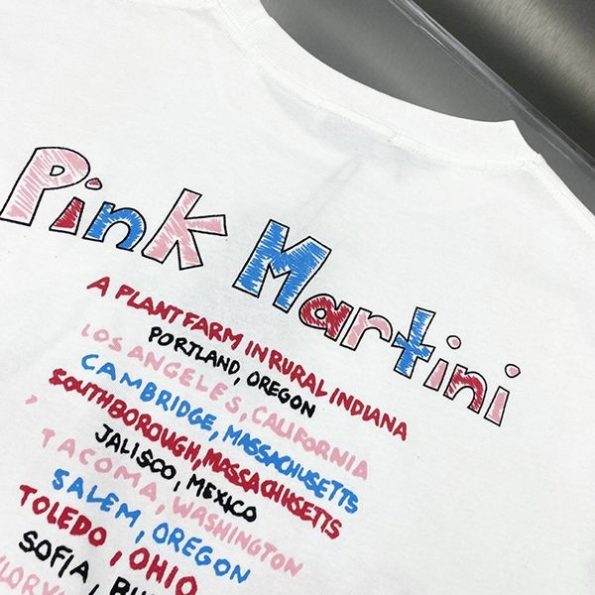 Pink Martini
A PLANT FARM IN RURAL INDIANA
PORTLAND, OREGON
LOS ANGELES, CALIFORNIA
CAMBRIDGE, MASSACHUSETTS
SOUTHBOROUGH, MASSACHUSETTS
JALISCO, MEXICO
TACOMA, WASHINGTON
SALEM, OREGON
TOLEDO, OHIO
SOFIA,